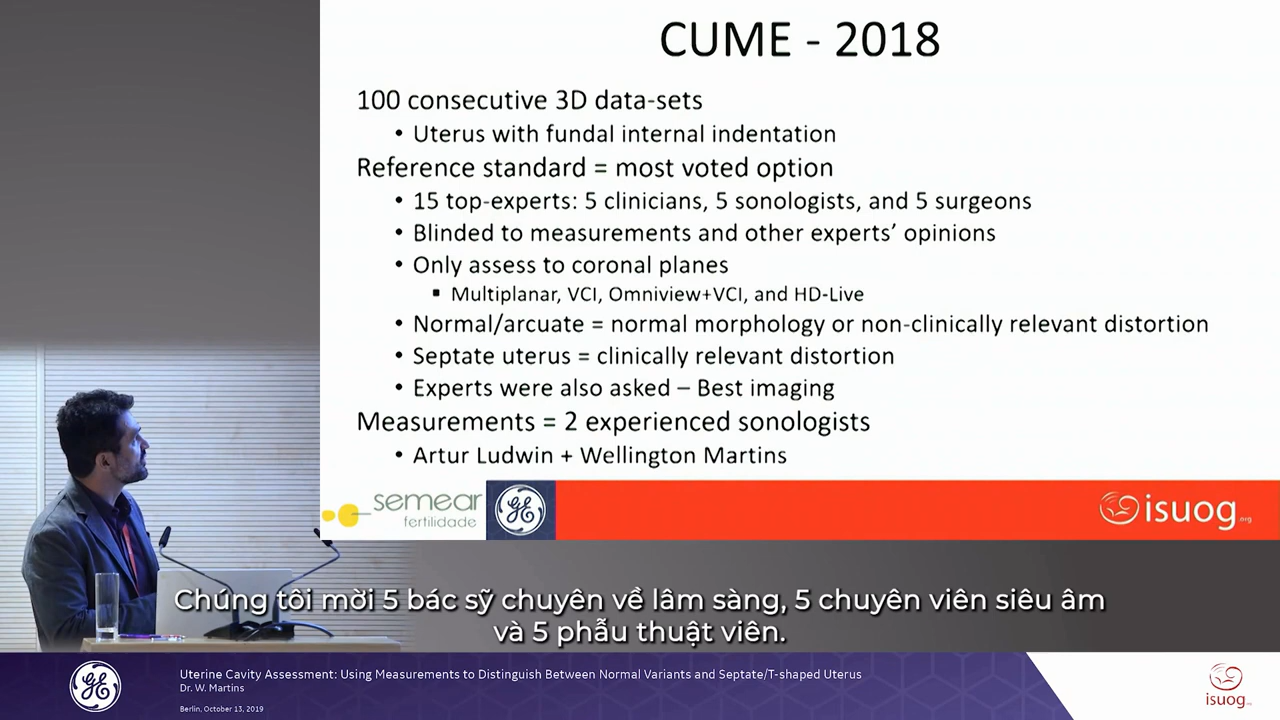 CUME - 2018
100 consecutive 3D data-sets
• Uterus with fundal internal indentation
Reference standard = most voted option
• 15 top-experts: 5 clinicians, 5 sonologists, and 5 surgeons
• Blinded to measurements and other experts’ opinions
• Only assess to coronal planes
▪ Multiplanar, VCI, Omniview+VCI, and HD-Live
• Normal/arcuate = normal morphology or non-clinically relevant distortion
• Septate uterus = clinically relevant distortion
• Experts were also asked – Best imaging
Measurements = 2 experienced sonologists
• Artur Ludwin + Wellington Martins
semear
fertilidade
GE
isuog.org
Chúng tôi mời 5 bác sỹ chuyên về lâm sàng, 5 chuyên viên siêu âm
và 5 phẫu thuật viên.
GE
Uterine Cavity Assessment: Using Measurements to Distinguish Between Normal Variants and Septate/T-shaped Uterus
Dr. W. Martins
Berlin, October 13, 2019
isuog